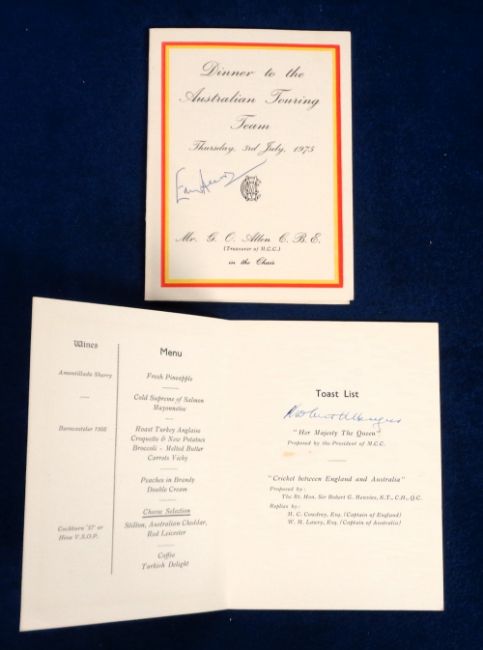 Dinner to the
Australian Touring
Team
Thursday, 3rd July, 1975
Mr. G. O. Allen C. B. E.
(Treasurer of M.C.C.)
in the Chair
Wines
Amontillado Sherry
Cockburn '57 or
Hine V.S.O.P.
Menu
Fresh Pineapple
Cold Supreme of Salmon
Mayonnaise
Roast Turkey Anglaise
Croquette & New Potatoes
Broccoli - Melted Butter
Carrots Vichy
Peaches in Brandy
Double Cream
Cheese Selection
Stilton, Australian Cheddar,
Red Leicester
Coffee
Turkish Delight
Toast List
"Her Majesty The Queen"
Proposed by the President of M.C.C.
"Cricket between England and Australia"
Proposed by:
The Rt. Hon. Sir Robert G. Menzies, K.T., C.H., Q.C.
Replies by:
M. C. Cowdrey, Esq. (Captain of England)
W. M. Lawry, Esq. (Captain of Australia)